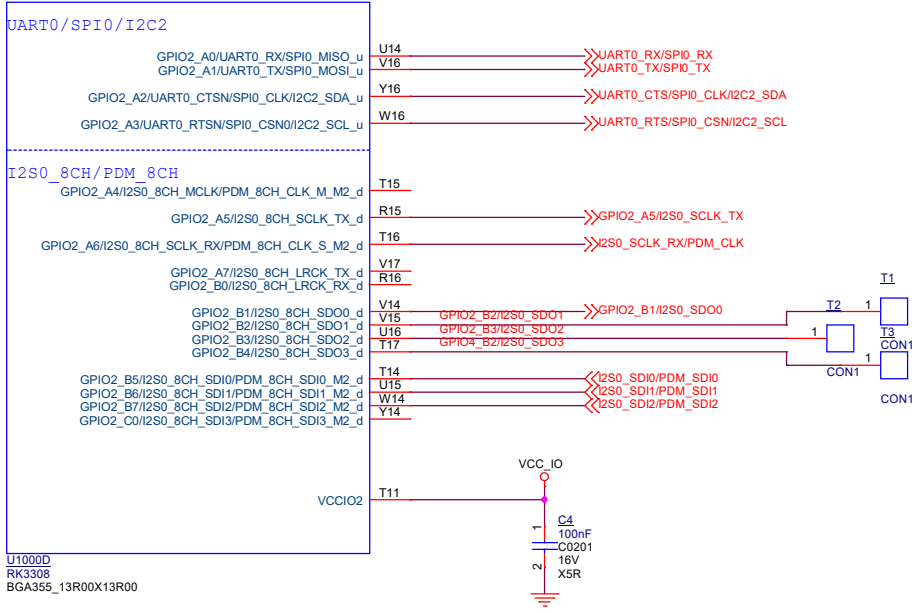 UART0/SPI0/I2C2
GPIO2_A0/UART0_RX/SPI0_MISO_u U14 UART0_RX/SPI0_RX
GPIO2_A1/UART0_TX/SPI0_MOSI_u V16 UART0_TX/SPI0_TX
GPIO2_A2/UART0_CTSN/SPI0_CLK/I2C2_SDA_u Y16 UART0_CTS/SPI0_CLK/I2C2_SDA
GPIO2_A3/UART0_RTSN/SPI0_CSN0/I2C2_SCL_u W16 UART0_RTS/SPI0_CSN/I2C2_SCL
I2S0_8CH/PDM_8CH
GPIO2_A4/I2S0_8CH_MCLK/PDM_8CH_CLK_M_M2_d T15
GPIO2_A5/I2S0_8CH_SCLK_TX_d R15 GPIO2_A5/I2S0_SCLK_TX
GPIO2_A6/I2S0_8CH_SCLK_RX/PDM_8CH_CLK_S_M2_d T16 I2S0_SCLK_RX/PDM_CLK
GPIO2_A7/I2S0_8CH_LRCK_TX_d V17
GPIO2_B0/I2S0_8CH_LRCK_RX_d R16
T1
GPIO2_B1/I2S0_8CH_SDO0_d V14 GPIO2_B1/I2S0_SDO0 T2 1
GPIO2_B2/I2S0_8CH_SDO1_d V15 GPIO2_B2/I2S0_SDO1
GPIO2_B3/I2S0_8CH_SDO2_d U16 GPIO2_B3/I2S0_SDO2 1 T3
GPIO2_B4/I2S0_8CH_SDO3_d T17 GPIO4_B2/I2S0_SDO3 1 CON1
CON1
GPIO2_B5/I2S0_8CH_SDI0/PDM_8CH_SDI0_M2_d T14 I2S0_SDI0/PDM_SDI0
GPIO2_B6/I2S0_8CH_SDI1/PDM_8CH_SDI1_M2_d U15 I2S0_SDI1/PDM_SDI1
GPIO2_B7/I2S0_8CH_SDI2/PDM_8CH_SDI2_M2_d W14 I2S0_SDI2/PDM_SDI2
CON1
GPIO2_C0/I2S0_8CH_SDI3/PDM_8CH_SDI3_M2_d Y14
VCC_IO
VCCIO2 T11
1 C4
100nF
C0201
16V
2 X5R
U1000D
RK3308
BGA355_13R00X13R00